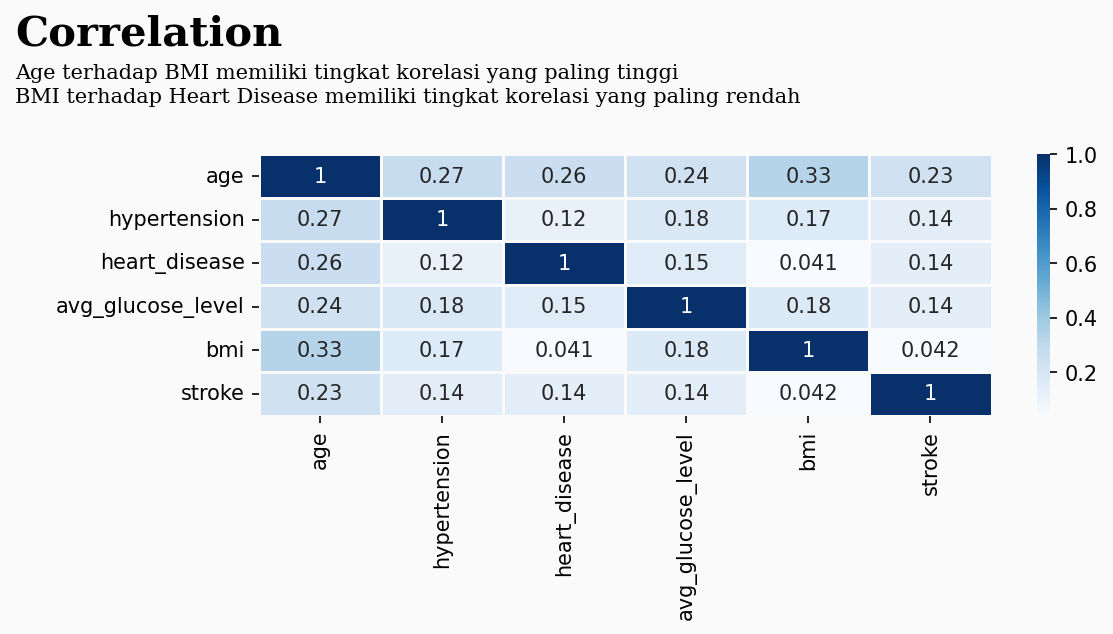 Correlation
Age terhadap BMI memiliki tingkat korelasi yang paling tinggi
BMI terhadap Heart Disease memiliki tingkat korelasi yang paling rendah
age 1 0.27 0.26 0.24 0.33 0.23
hypertension 0.27 1 0.12 0.18 0.17 0.14
heart_disease 0.26 0.12 1 0.15 0.041 0.14
avg_glucose_level 0.24 0.18 0.15 1 0.18 0.14
bmi 0.33 0.17 0.041 0.18 1 0.042
stroke 0.23 0.14 0.14 0.14 0.042 1
age hypertension heart_disease avg_glucose_level bmi stroke
1.0
0.8
0.6
0.4
0.2